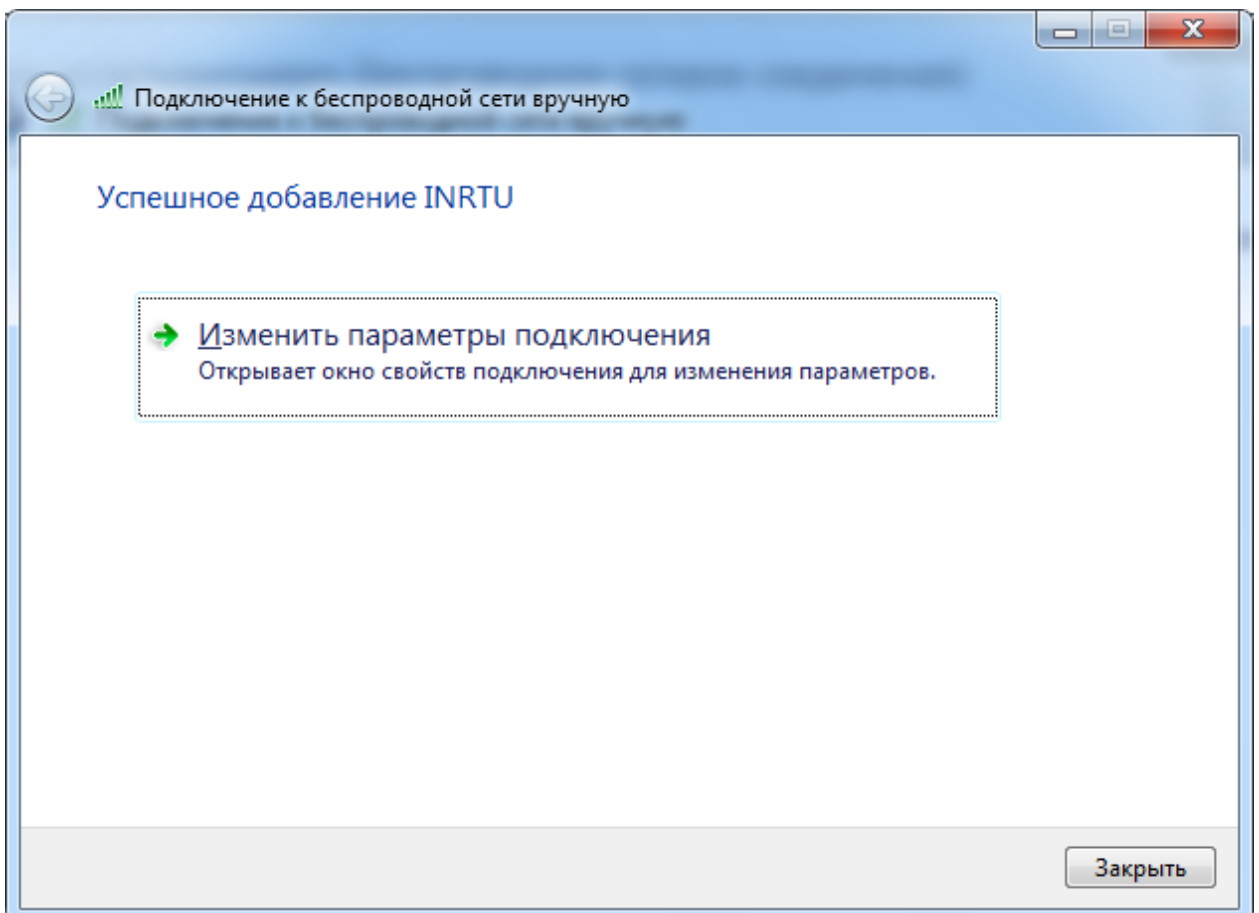 Подключение к беспроводной сети вручную
Успешное добавление INRTU
Изменить параметры подключения
Открывает окно свойств подключения для изменения параметров.
Закрыть